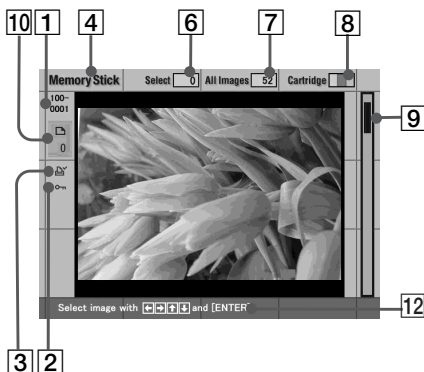 10 1 4 6 7 8
Memory Stick Select 0 All Images 52 Cartridge
100-
0001
9
0
Select image with ←→↑↓ and [ENTER]
12
3 2